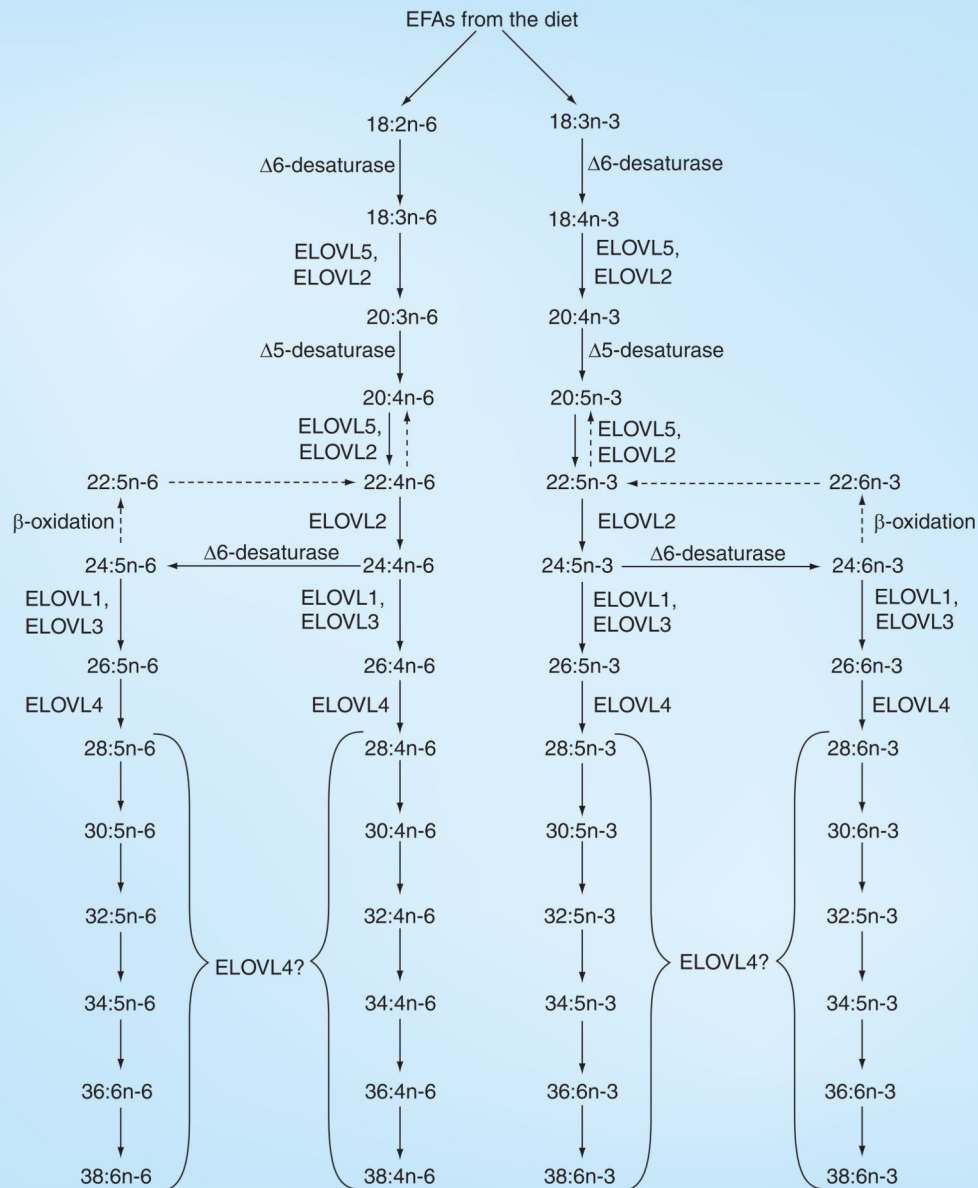 EFAs from the diet
18:2n-6 18:3n-3
Δ6-desaturase Δ6-desaturase
18:3n-6 18:4n-3
ELOVL5, ELOVL5,
ELOVL2 ELOVL2
20:3n-6 20:4n-3
Δ5-desaturase Δ5-desaturase
20:4n-6 20:5n-3
ELOVL5, ELOVL5,
ELOVL2 ELOVL2
22:5n-6 22:4n-6 22:5n-3 22:6n-3
β-oxidation ELOVL2 ELOVL2 β-oxidation
Δ6-desaturase Δ6-desaturase
24:5n-6 24:4n-6 24:5n-3 24:6n-3
ELOVL1, ELOVL1, ELOVL1, ELOVL1,
ELOVL3 ELOVL3 ELOVL3 ELOVL3
26:5n-6 26:4n-6 26:5n-3 26:6n-3
ELOVL4 ELOVL4 ELOVL4 ELOVL4
28:5n-6 28:4n-6 28:5n-3 28:6n-3
30:5n-6 30:4n-6 30:5n-3 30:6n-3
32:5n-6 32:4n-6 32:5n-3 32:5n-3
ELOVL4? ELOVL4?
34:5n-6 34:4n-6 34:5n-3 34:5n-3
36:6n-6 36:4n-6 36:6n-3 36:6n-3
38:6n-6 38:4n-6 38:6n-3 38:6n-3